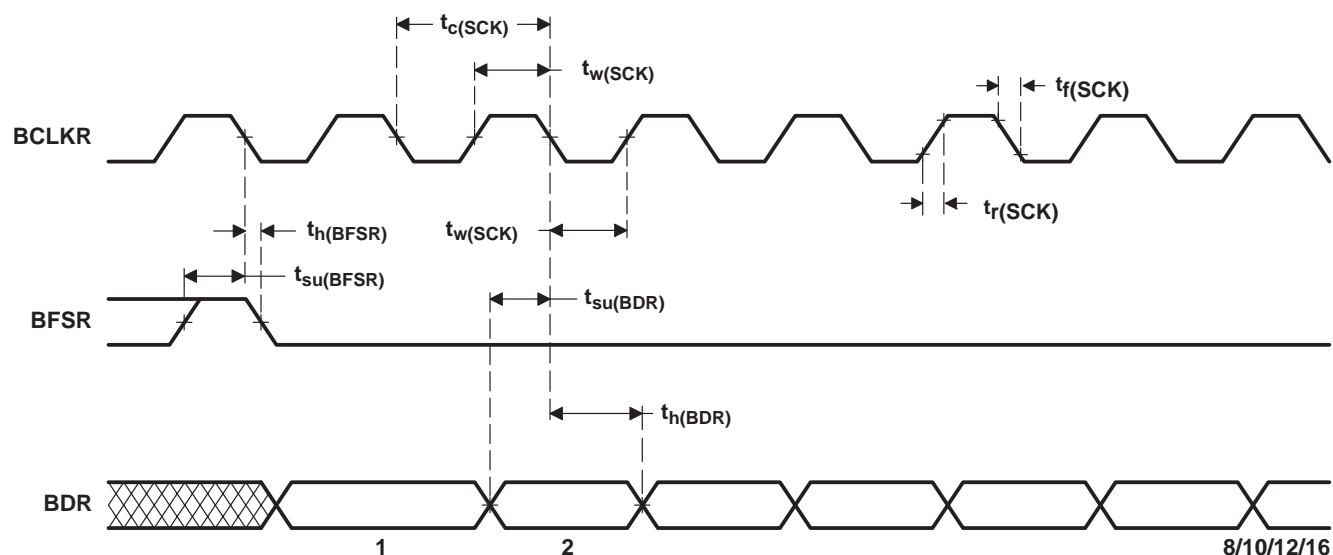 tc(SCK)
tw(SCK)
tf(SCK)
BCLKR
tr(SCK)
th(BFSR)
tw(SCK)
tsu(BFSR)
tsu(BDR)
BFSR
th(BDR)
BDR
1 2 8/10/12/16